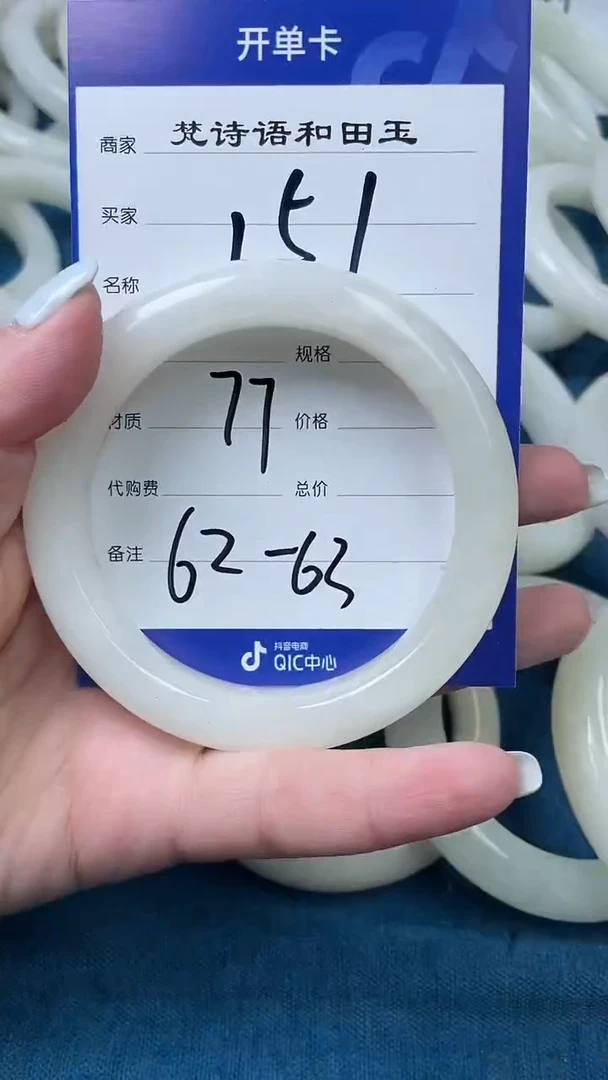 开单卡
商家 梵诗语和田玉
买家 151
名称
规格
材质 77 价格
代购费 总价
备注 62-63
抖音电商
QIC中心